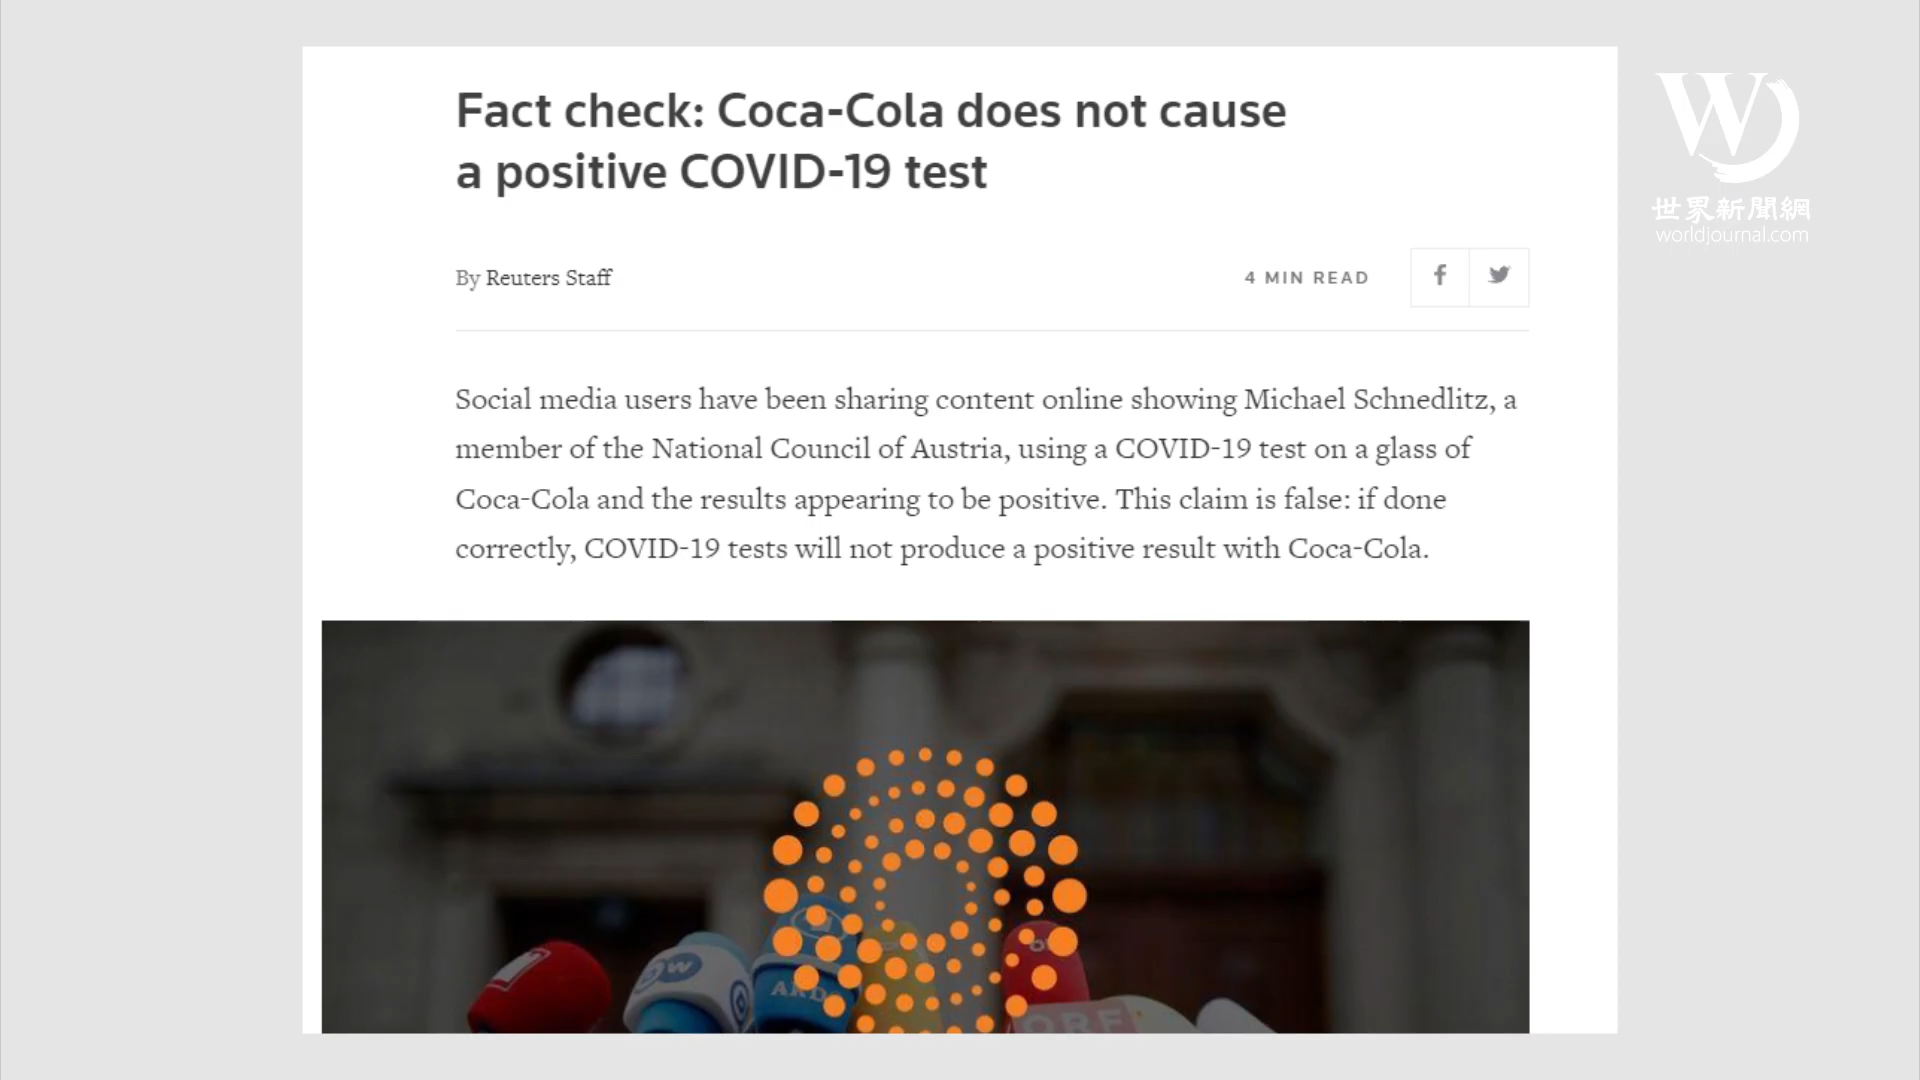 Fact check: Coca-Cola does not cause
a positive COVID-19 test
W
世界新聞網
worldjournal.com
By Reuters Staff
4 MIN READ
Social media users have been sharing content online showing Michael Schnedlitz, a
member of the National Council of Austria, using a COVID-19 test on a glass of
Coca-Cola and the results appearing to be positive. This claim is false: if done
correctly, COVID-19 tests will not produce a positive result with Coca-Cola.
ARD
ORF